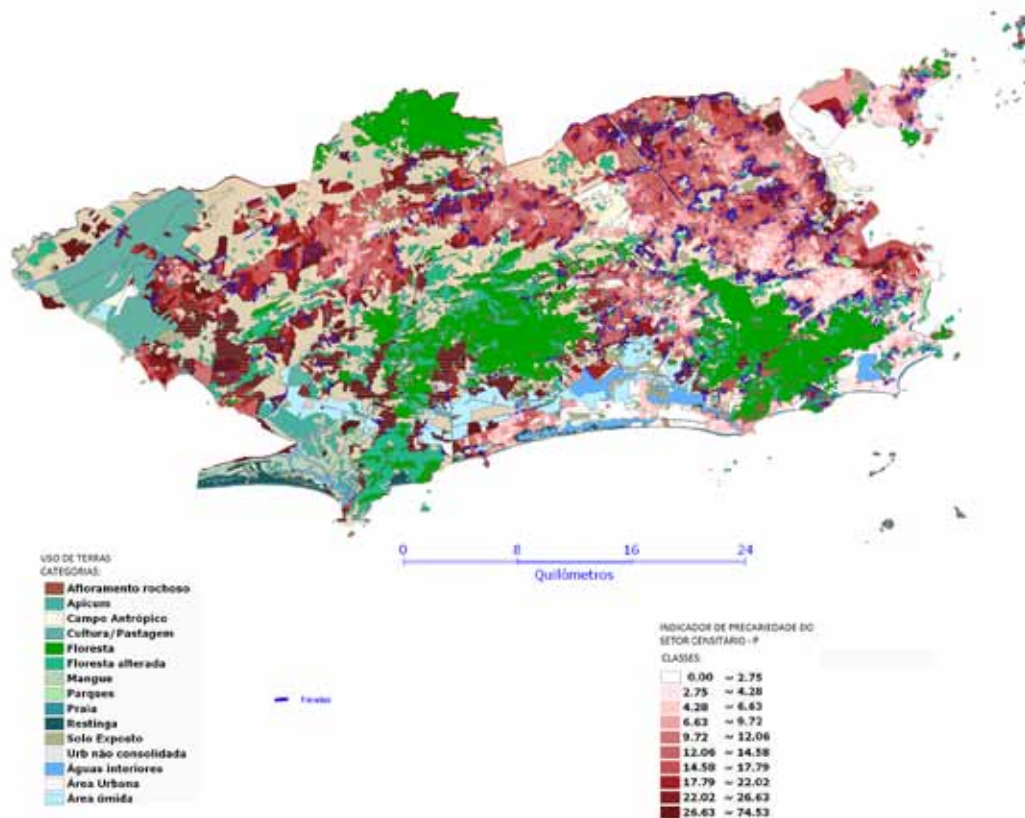 0 8 16 24
Quilômetros
USO DE TERRAS
CATEGORIAS:
Afloramento rochoso
Apicum
Campo Antrópico
Cultura/Pastagem
Floresta
Floresta alterada
Mangue
Parques
Praia
Restinga
Solo Exposto
Urb não consolidada
Águas interiores
Área Urbana
Área úmida
INDICADOR DE PRECARIEDADE DO
SETOR CENSITÁRIO - P
CLASSES:
0.00 ~ 2.75
2.75 ~ 4.28
4.28 ~ 6.63
6.63 ~ 9.72
9.72 ~ 12.06
12.06 ~ 14.58
14.58 ~ 17.79
17.79 ~ 22.02
22.02 ~ 26.63
26.63 ~ 74.53